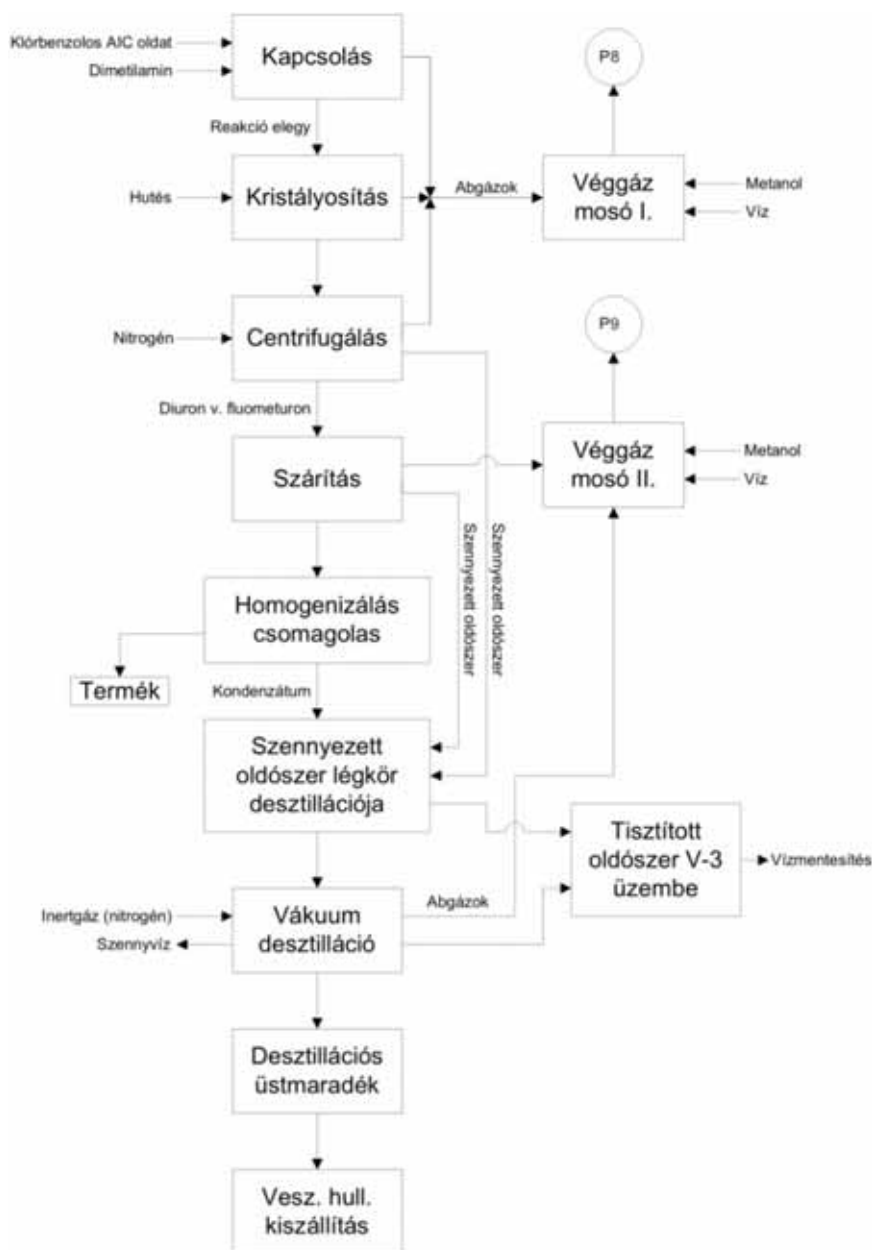 Klórbenzolos AIC oldat
Dimetilamin
Kapcsolás
P8
Reakció elegy
Hutés
Kristályosítás
Abgázok
Véggáz
mosó I.
Metanol
Víz
Nitrogén
Centrifugálás
P9
Diuron v. fluometuron
Szárítás
Véggáz
mosó II.
Metanol
Víz
Szennyezett oldószer
Szennyezett oldószer
Homogenizálás
csomagolas
Termék
Kondenzátum
Szennyezett
oldószer légkör
desztillációja
Tisztított
oldószer V-3
üzembe
Vízmentesítés
Inertgáz (nitrogén)
Szennyvíz
Vákuum
desztilláció
Abgázok
Desztillációs
üstmaradék
Vesz. hull.
kiszállítás